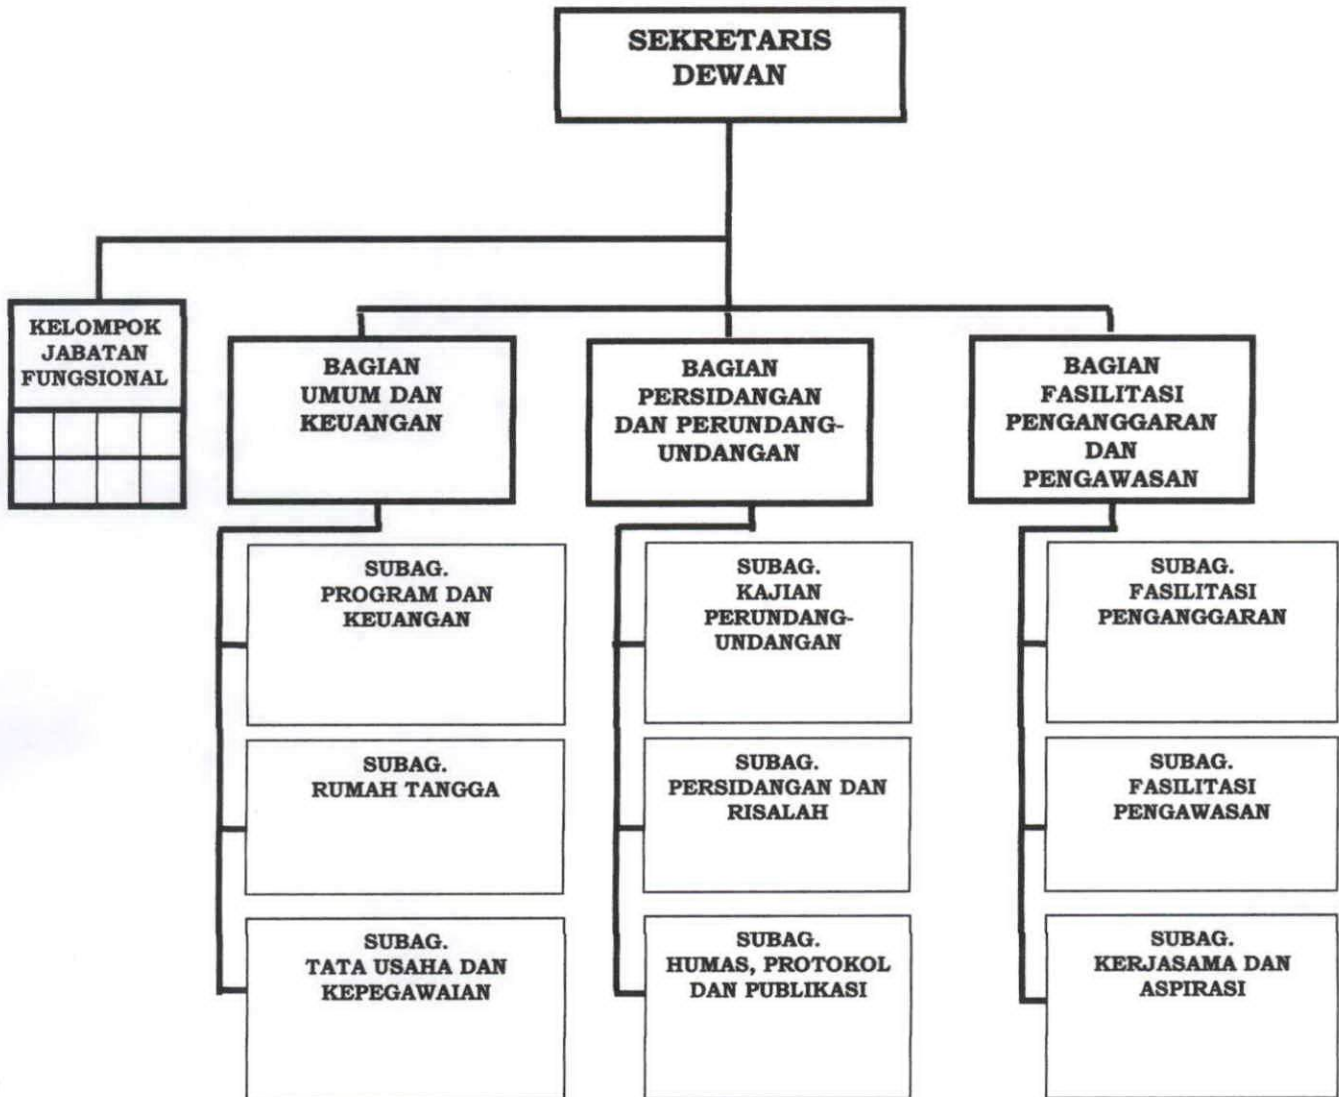 SEKRETARIS
DEWAN
KELOMPOK
JABATAN
FUNGSIONAL
BAGIAN
UMUM DAN
KEUANGAN
BAGIAN
PERSIDANGAN
DAN PERUNDANG-
UNDANGAN
BAGIAN
FASILITASI
PENGANGGARAN
DAN
PENGAWASAN
SUBAG.
PROGRAM DAN
KEUANGAN
SUBAG.
KAJIAN
PERUNDANG-
UNDANGAN
SUBAG.
FASILITASI
PENGANGGARAN
SUBAG.
RUMAH TANGGA
SUBAG.
PERSIDANGAN DAN
RISALAH
SUBAG.
FASILITASI
PENGAWASAN
SUBAG.
TATA USAHA DAN
KEPEGAWAIAN
SUBAG.
HUMAS, PROTOKOL
DAN PUBLIKASI
SUBAG.
KERJASAMA DAN
ASPIRASI